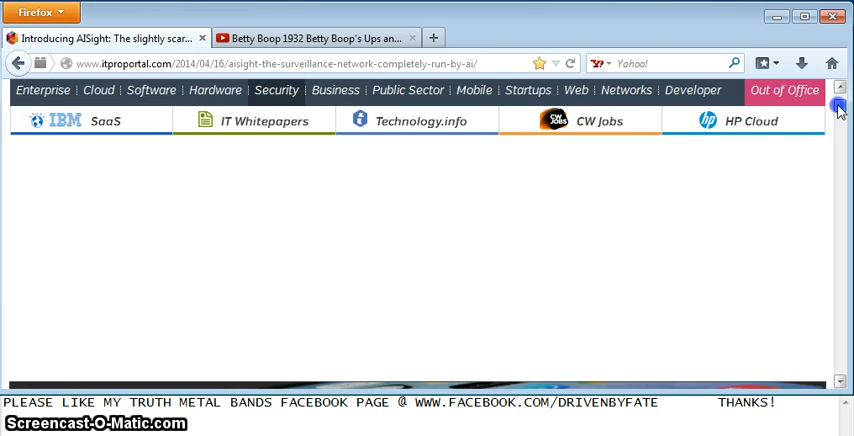 Firefox
Introducing AISight: The slightly scar...
Betty Boop 1932 Betty Boop's Ups an...
www.itproportal.com/2014/04/16/aisight-the-surveillance-network-completely-run-by-ai/
Yahoo!
Enterprise Cloud Software Hardware Security Business Public Sector Mobile Startups Web Networks Developer Out of Office
IBM SaaS IT Whitepapers Technology.info CW JOBS CW Jobs hp HP Cloud
PLEASE LIKE MY TRUTH METAL BANDS FACEBOOK PAGE @ WWW.FACEBOOK.COM/DRIVENBYFATE THANKS!
Screencast-O-Matic.com